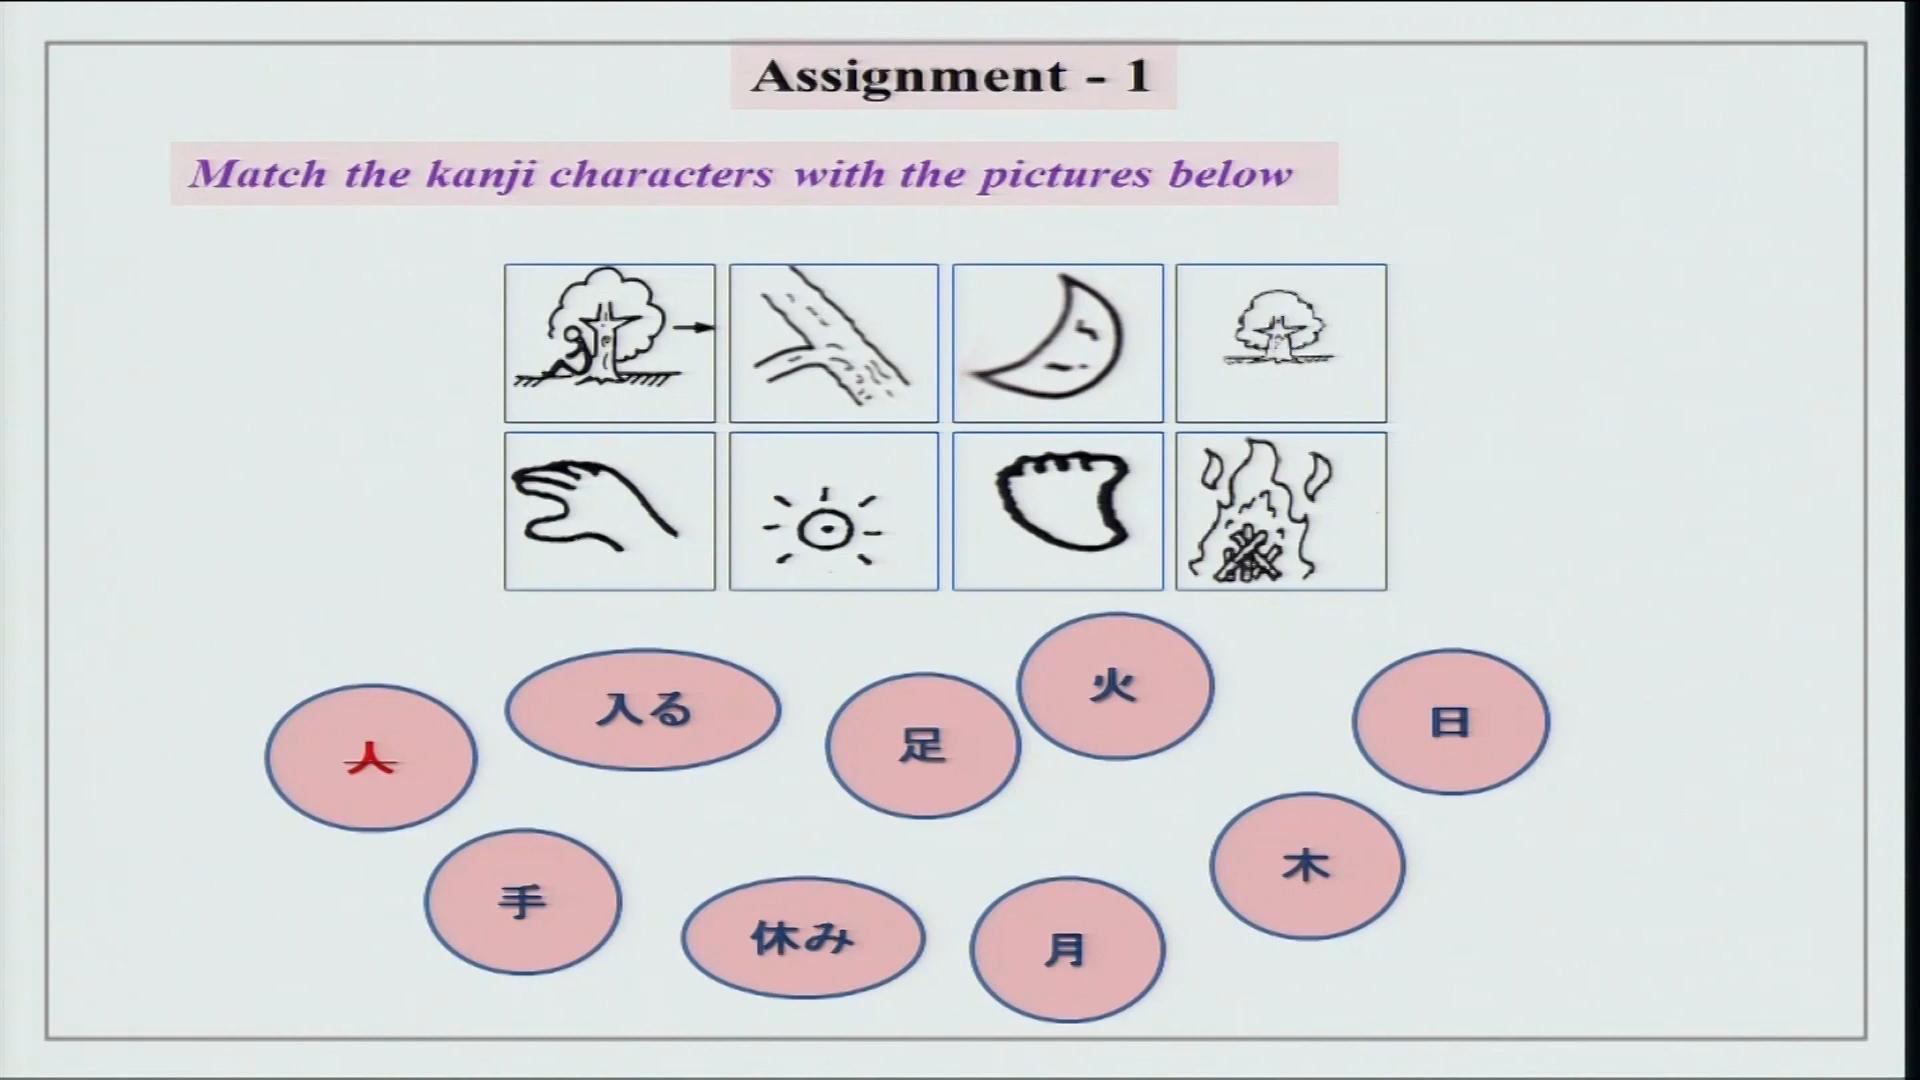 Assignment - 1
Match the kanji characters with the pictures below
人
入る
足
火
日
手
休み
月
木